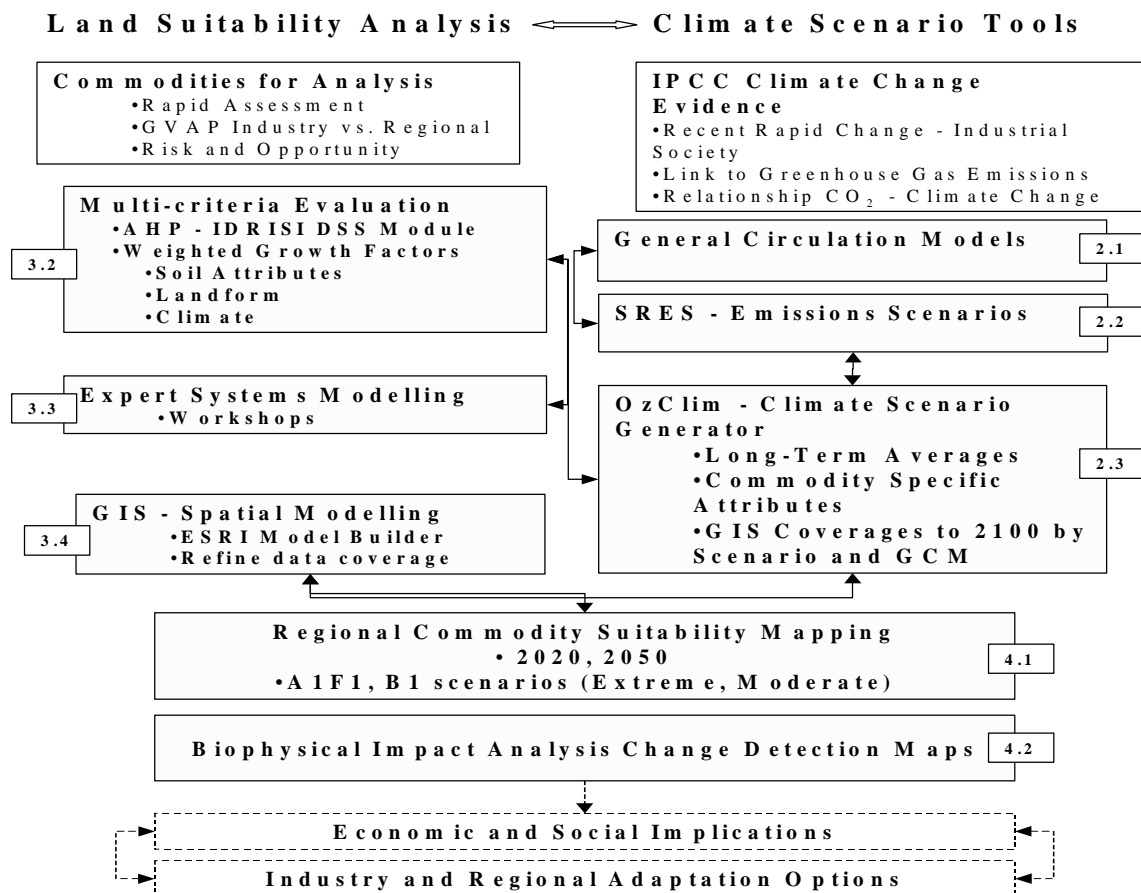 Land Suitability Analysis
Climate Scenario Tools
Commodities for Analysis
•Rapid Assessment
•GVAP Industry vs. Regional
•Risk and Opportunity
IPCC Climate Change
Evidence
•Recent Rapid Change - Industrial
Society
•Link to Greenhouse Gas Emissions
•Relationship CO₂ - Climate Change
Multi-criteria Evaluation
•AHP - IDRISI DSS Module
•Weighted Growth Factors
•Soil Attributes
•Landform
•Climate
3.2
General Circulation Models
2.1
SRES - Emissions Scenarios
2.2
Expert Systems Modelling
•Workshops
3.3
OzClim - Climate Scenario
Generator
•Long-Term Averages
•Commodity Specific
Attributes
•GIS Coverages to 2100 by
Scenario and GCM
2.3
GIS - Spatial Modelling
•ESRI Model Builder
•Refine data coverage
3.4
Regional Commodity Suitability Mapping
• 2020, 2050
•A1F1, B1 scenarios (Extreme, Moderate)
4.1
Biophysical Impact Analysis Change Detection Maps
4.2
Economic and Social Implications
Industry and Regional Adaptation Options